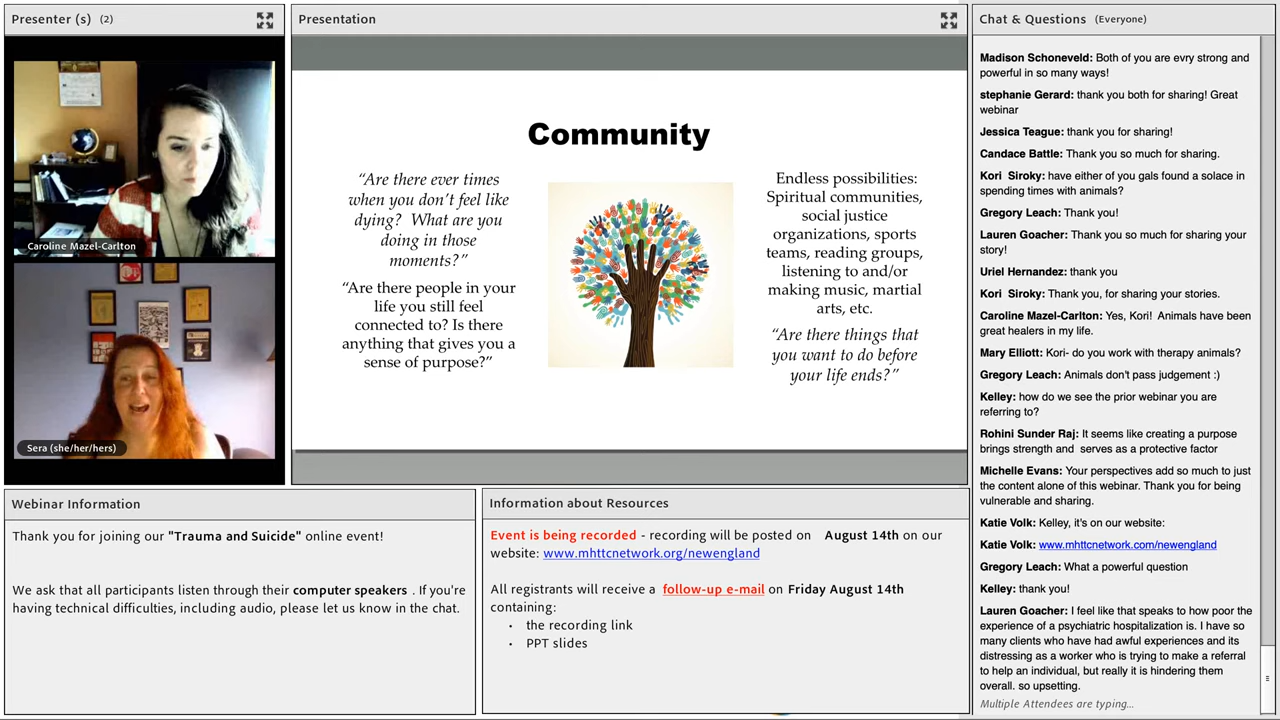 Presenter (s) (2)
Caroline Mazel-Carlton
Sera (she/her/hers)
Presentation
Community
“Are there ever times
when you don’t feel like
dying? What are you
doing in those
moments?”
“Are there people in your
life you still feel
connected to? Is there
anything that gives you a
sense of purpose?”
Endless possibilities:
Spiritual communities,
social justice
organizations, sports
teams, reading groups,
listening to and/or
making music, martial
arts, etc.
“Are there things that
you want to do before
your life ends?”
Webinar Information
Thank you for joining our "Trauma and Suicide" online event!
We ask that all participants listen through their computer speakers . If you're
having technical difficulties, including audio, please let us know in the chat.
Information about Resources
Event is being recorded - recording will be posted on August 14th on our
website: www.mhttcnetwork.org/newengland
All registrants will receive a follow-up e-mail on Friday August 14th
containing:
• the recording link
• PPT slides
Chat & Questions (Everyone)
Madison Schoneveld: Both of you are evry strong and
powerful in so many ways!
stephanie Gerard: thank you both for sharing! Great
webinar
Jessica Teague: thank you for sharing!
Candace Battle: Thank you so much for sharing.
Kori Siroky: have either of you gals found a solace in
spending times with animals?
Gregory Leach: Thank you!
Lauren Goacher: Thank you so much for sharing your
story!
Uriel Hernandez: thank you
Kori Siroky: Thank you, for sharing your stories.
Caroline Mazel-Carlton: Yes, Kori! Animals have been
great healers in my life.
Mary Elliott: Kori- do you work with therapy animals?
Gregory Leach: Animals don't pass judgement :)
Kelley: how do we see the prior webinar you are
referring to?
Rohini Sunder Raj: It seems like creating a purpose
brings strength and serves as a protective factor
Michelle Evans: Your perspectives add so much to just
the content alone of this webinar. Thank you for being
vulnerable and sharing.
Katie Volk: Kelley, it's on our website:
Katie Volk: www.mhttcnetwork.com/newengland
Gregory Leach: What a powerful question
Kelley: thank you!
Lauren Goacher: I feel like that speaks to how poor the
experience of a psychiatric hospitalization is. I have so
many clients who have had awful experiences and its
distressing as a worker who is trying to make a referral
to help an individual, but really it is hindering them
overall. so upsetting.
Multiple Attendees are typing...